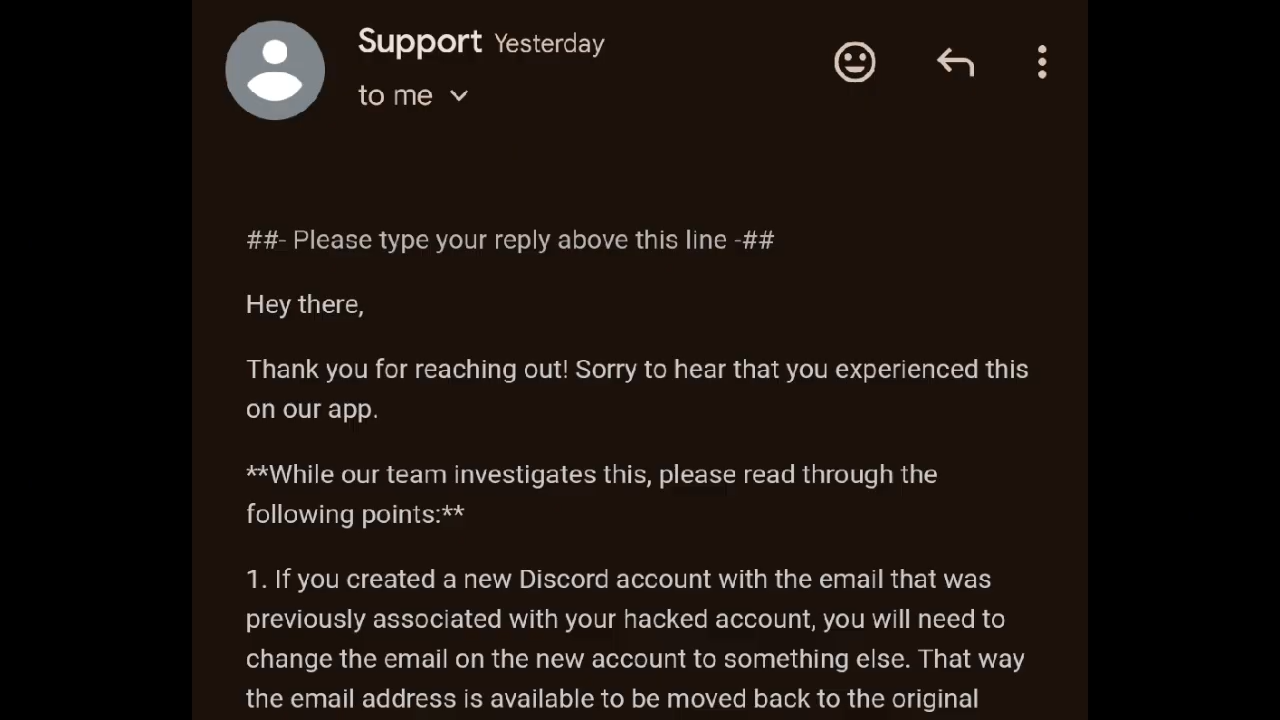 Support Yesterday
to me
##- Please type your reply above this line -##
Hey there,
Thank you for reaching out! Sorry to hear that you experienced this
on our app.
**While our team investigates this, please read through the
following points:**
1. If you created a new Discord account with the email that was
previously associated with your hacked account, you will need to
change the email on the new account to something else. That way
the email address is available to be moved back to the original